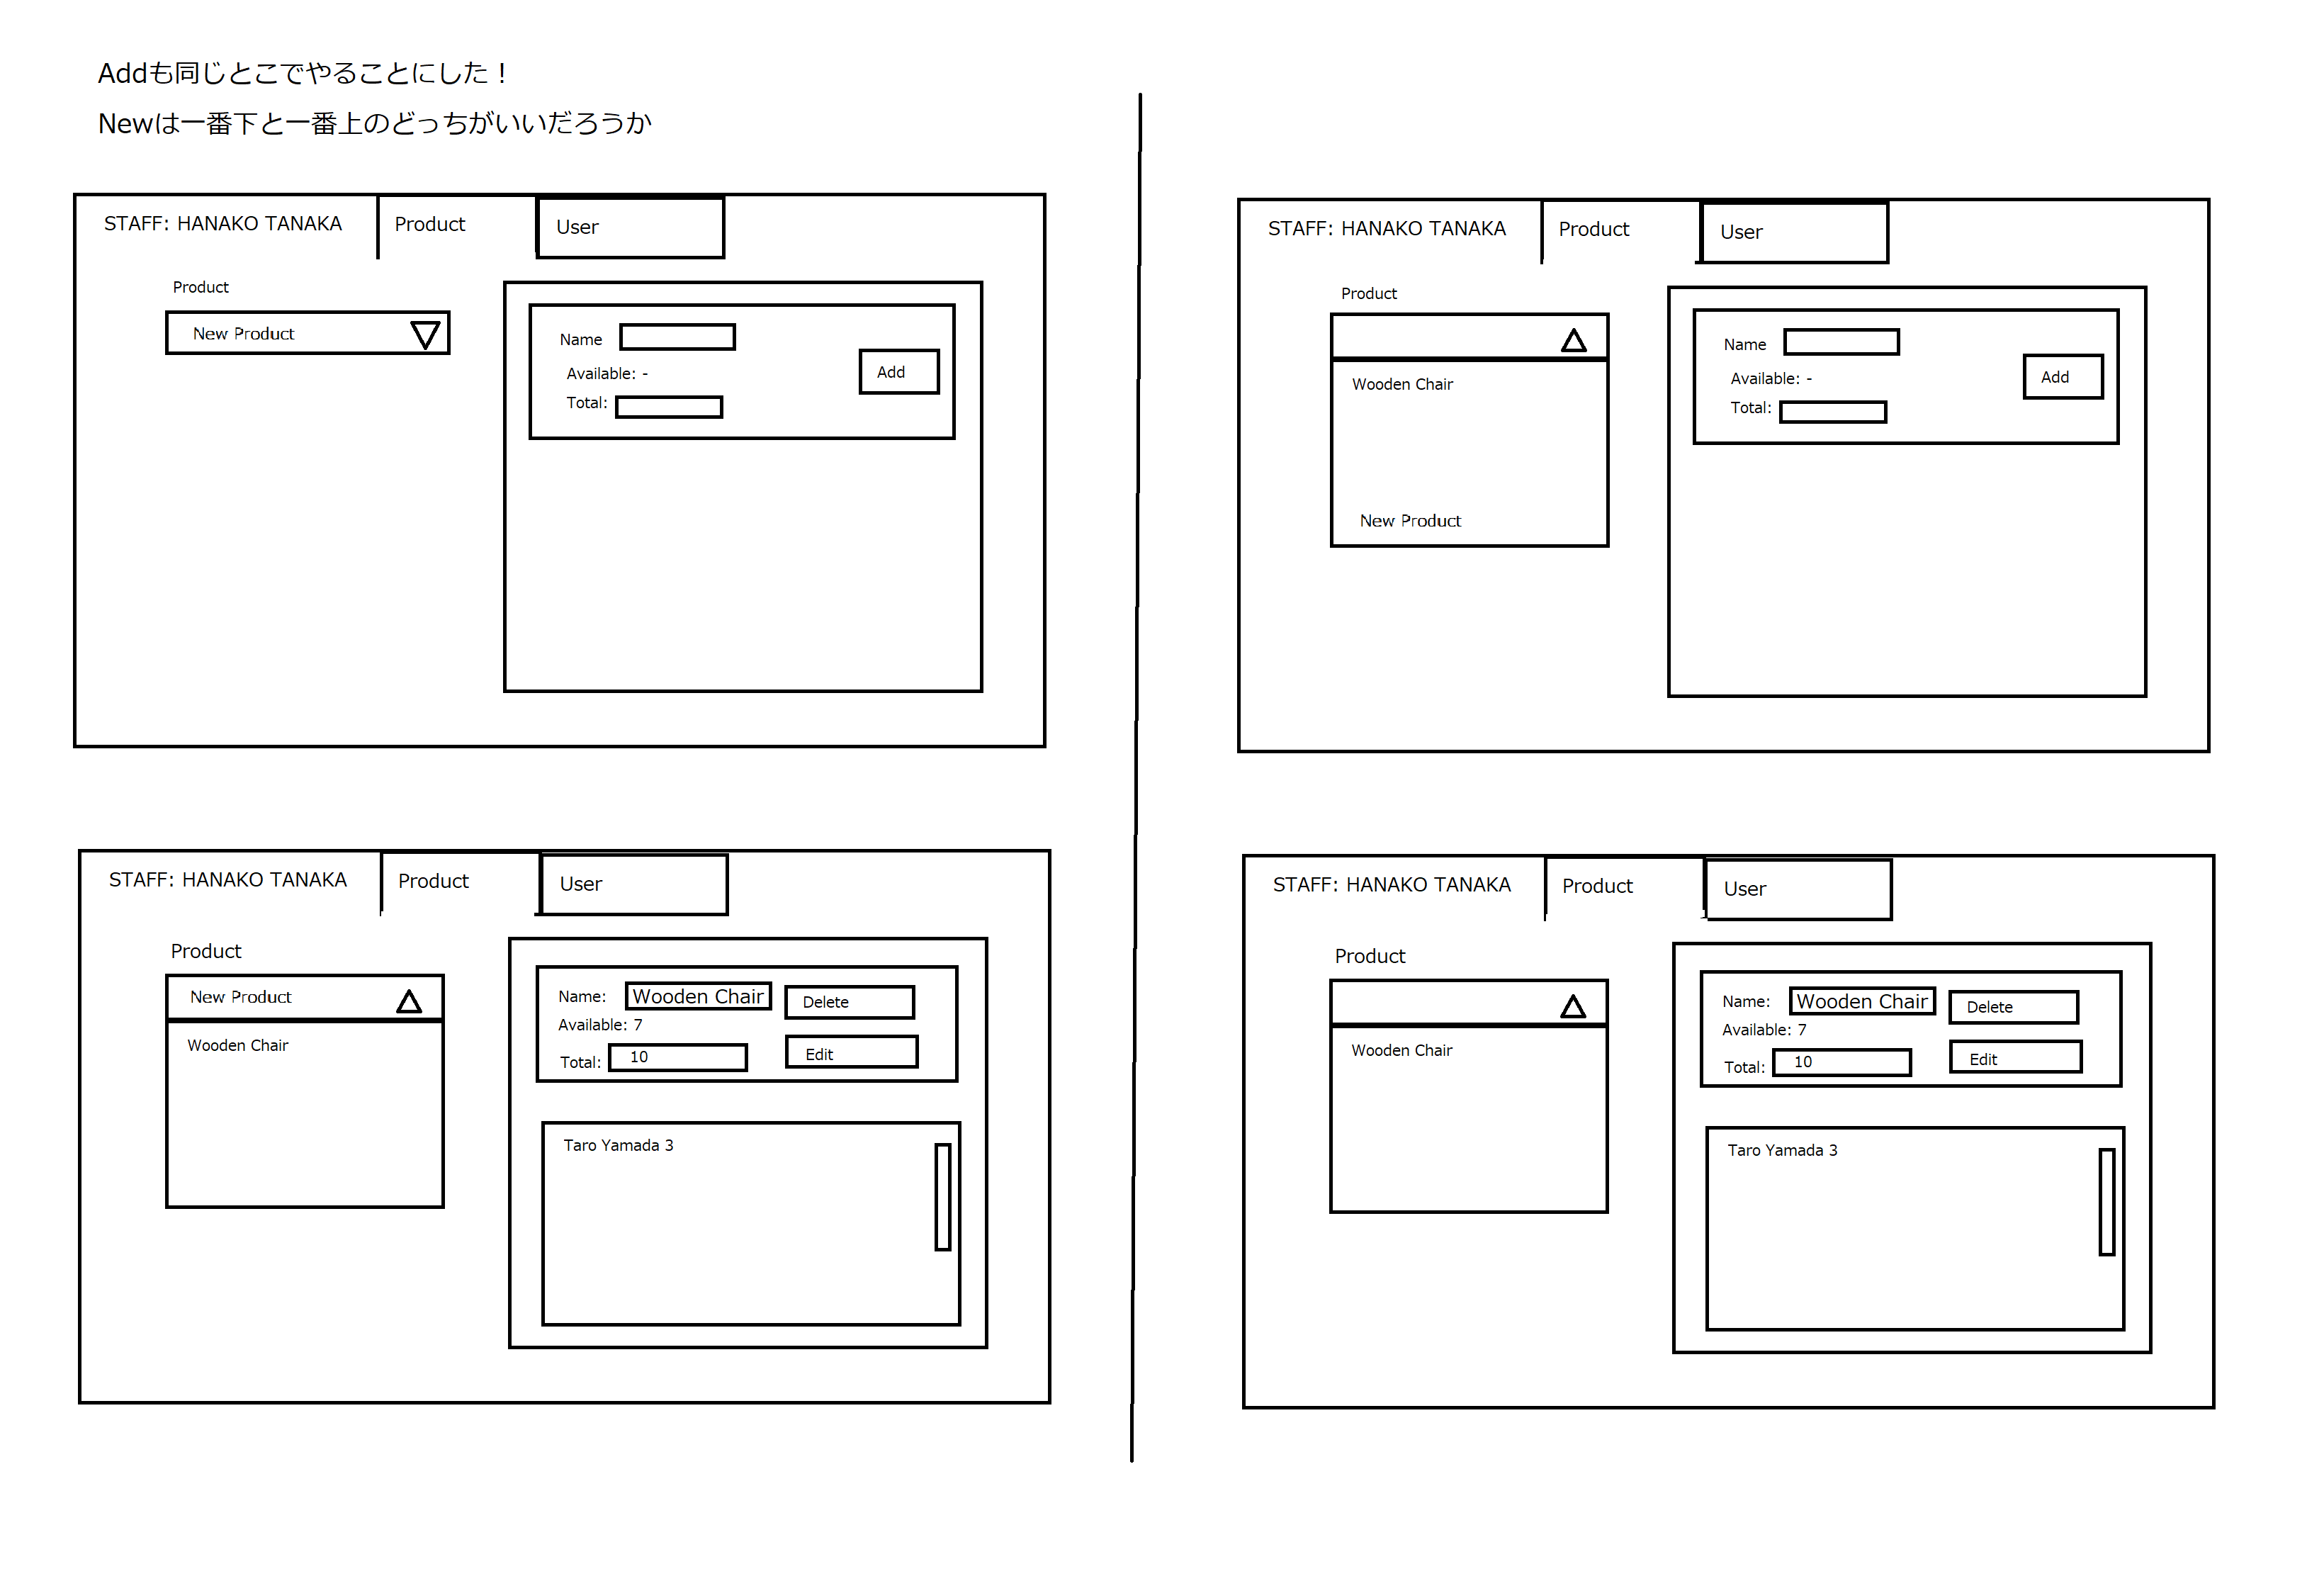 Addも同じとこでやることにした！
Newは一番下と一番上のどっちがいいだろうか
STAFF: HANAKO TANAKA
Product
User
Product
New Product
Name
Available: -
Total:
Add
STAFF: HANAKO TANAKA
Product
User
Product
Wooden Chair
New Product
Name
Available: -
Total:
Add
STAFF: HANAKO TANAKA
Product
User
Product
New Product
Wooden Chair
Name: Wooden Chair
Delete
Available: 7
Total: 10
Edit
Taro Yamada 3
STAFF: HANAKO TANAKA
Product
User
Product
Wooden Chair
Name: Wooden Chair
Delete
Available: 7
Total: 10
Edit
Taro Yamada 3